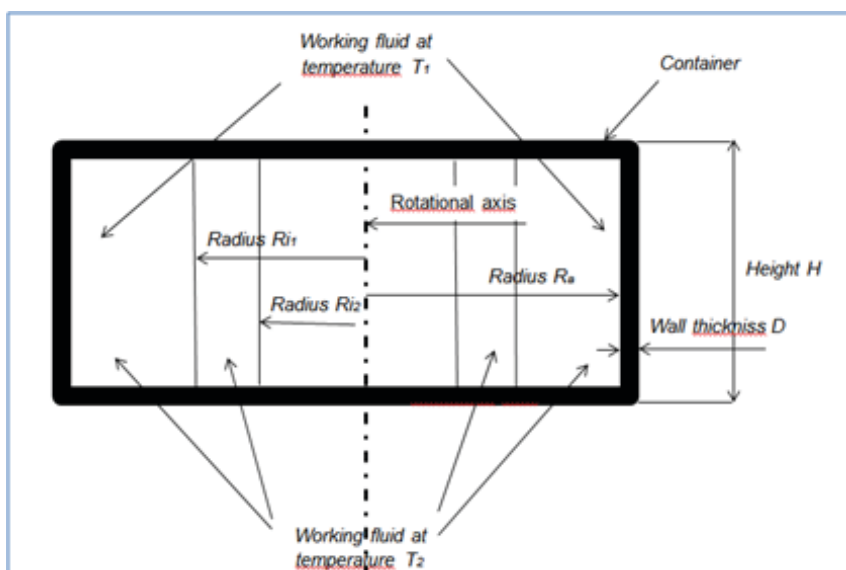 Working fluid at
temperature T₁
Container
Rotational axis
Radius Ri₁
Radius Rₐ
Height H
Radius Ri₂
Wall thickniss D
Working fluid at
temperature T₂